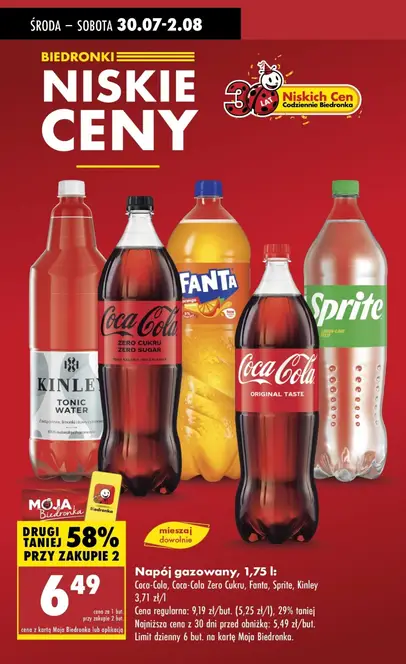 ŚRODA – SOBOTA 30.07-2.08
BIEDRONKI
NISKIE
CENY
30 LAT
Niskich Cen
Codziennie Biedronka
KINLEY
TONIC
WATER
Coca-Cola
ZERO CUKRU
ZERO SUGAR
FANTA
Coca-Cola
ORIGINAL TASTE
Sprite
MOJA
Biedronka
Biedronka
DRUGI
TANIEJ 58%
PRZY ZAKUPIE 2
6 49
cena za 1 but.
przy zakupie 2 but.
cena z kartą Moja Biedronka lub aplikacją
mieszaj
dowolnie
Napój gazowany, 1,75 l:
Coca-Cola, Coca-Cola Zero Cukru, Fanta, Sprite, Kinley
3,71 zł/l
Cena regularna: 9,19 zł/but. (5,25 zł/l), 29% taniej
Najniższa cena z 30 dni przed obniżką: 5,49 zł/but.
Limit dzienny 6 but. na kartę Moja Biedronka.